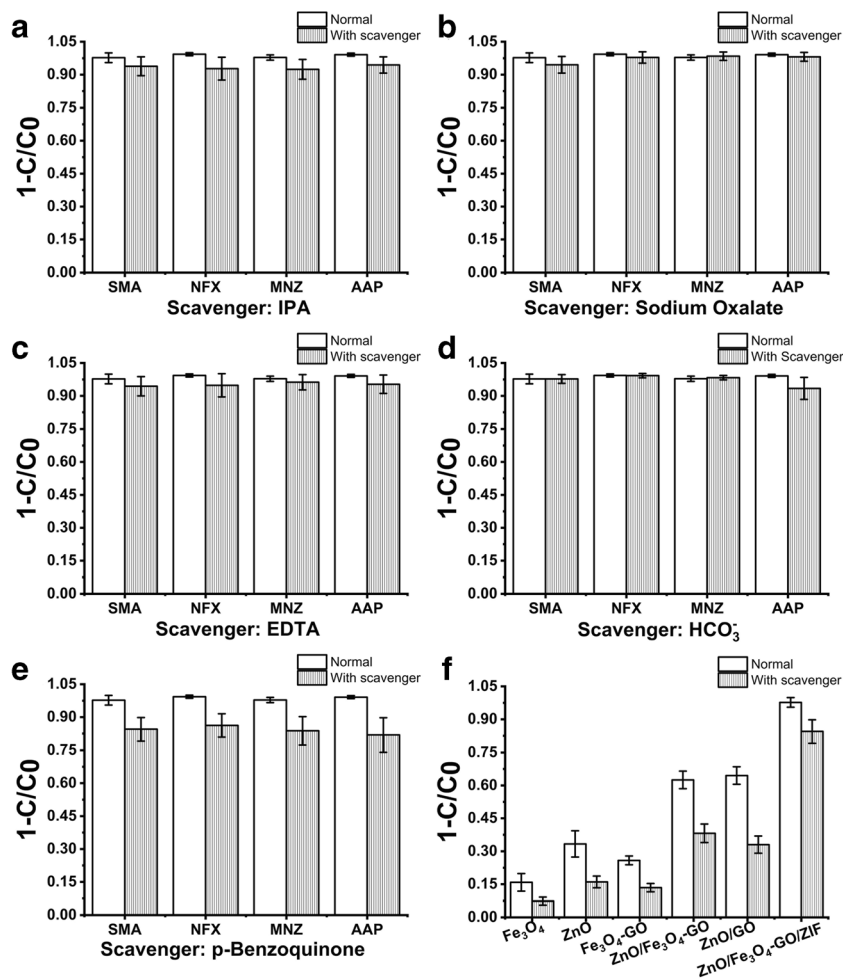 a
Normal
With scavenger
1-C/C0
1.05
0.90
0.75
0.60
0.45
0.30
0.15
0.00
SMA NFX MNZ AAP
Scavenger: IPA
b
Normal
With scavenger
1-C/C0
1.05
0.90
0.75
0.60
0.45
0.30
0.15
0.00
SMA NFX MNZ AAP
Scavenger: Sodium Oxalate
c
Normal
With scavenger
1-C/C0
1.05
0.90
0.75
0.60
0.45
0.30
0.15
0.00
SMA NFX MNZ AAP
Scavenger: EDTA
d
Normal
With Scavenger
1-C/C0
1.05
0.90
0.75
0.60
0.45
0.30
0.15
0.00
SMA NFX MNZ AAP
Scavenger: HCO₃⁻
e
Normal
With scavenger
1-C/C0
1.05
0.90
0.75
0.60
0.45
0.30
0.15
0.00
SMA NFX MNZ AAP
Scavenger: p-Benzoquinone
f
Normal
With scavenger
1-C/C0
1.05
0.90
0.75
0.60
0.45
0.30
0.15
0.00
Fe₃O₄ ZnO Fe₃O₄-GO ZnO/Fe₃O₄-GO ZnO/GO ZnO/Fe₃O₄-GO/ZIF